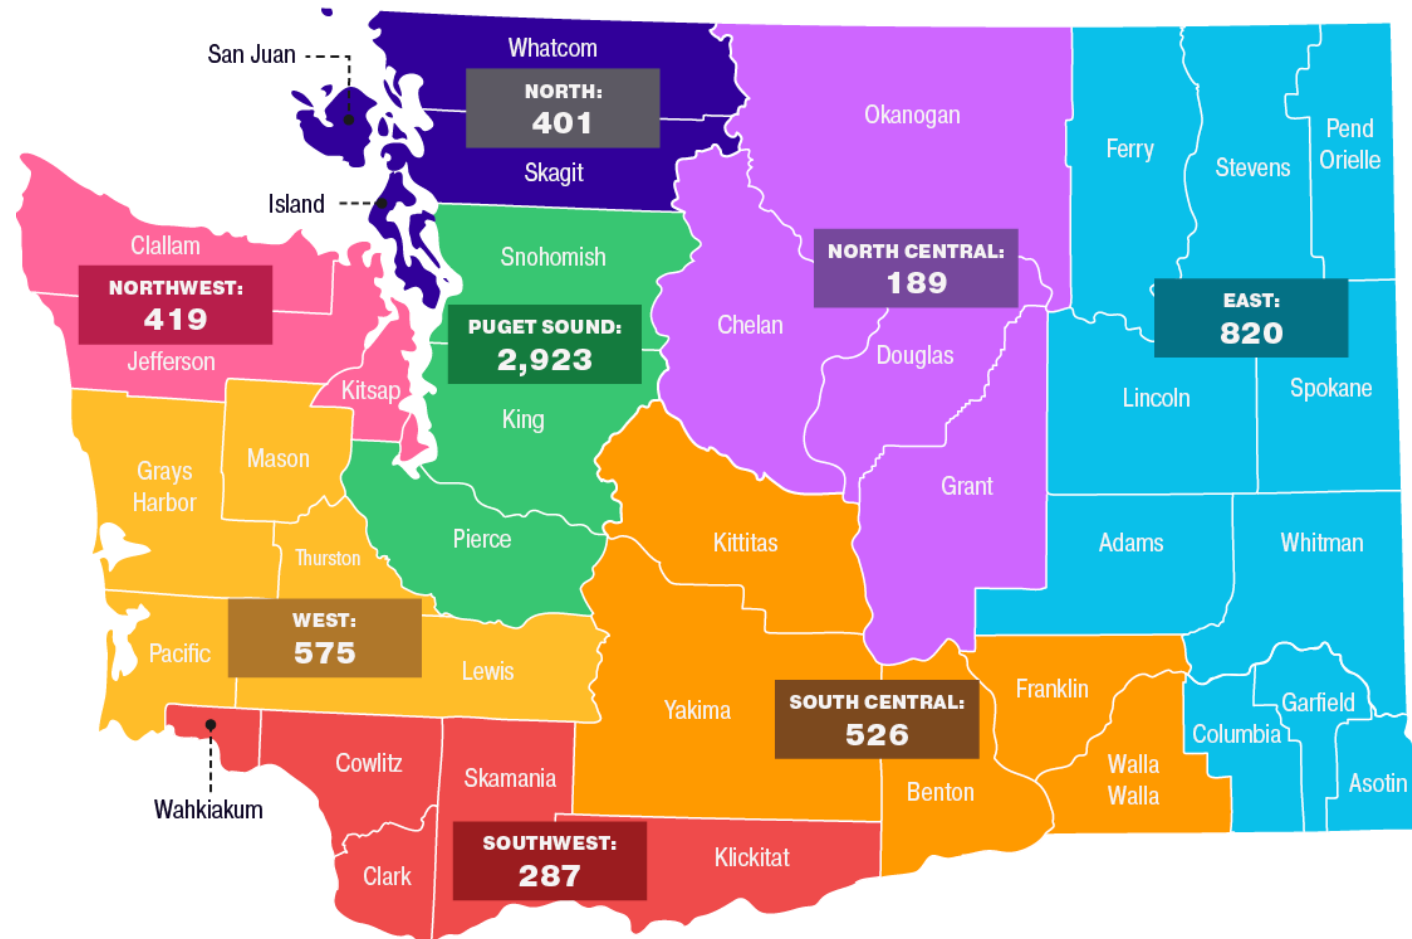 San Juan
Whatcom
NORTH:
401
Skagit
Island
Okanogan
Ferry
Stevens
Pend
Orielle
Clallam
NORTHWEST:
419
Jefferson
Kitsap
Snohomish
PUGET SOUND:
2,923
King
Pierce
NORTH CENTRAL:
189
Chelan
Douglas
Grant
EAST:
820
Lincoln
Spokane
Adams
Whitman
Grays
Harbor
Mason
Thurston
WEST:
575
Pacific
Lewis
Kittitas
Yakima
SOUTH CENTRAL:
526
Franklin
Benton
Walla
Walla
Columbia
Garfield
Asotin
Wahkiakum
Cowlitz
Skamania
SOUTHWEST:
287
Clark
Klickitat